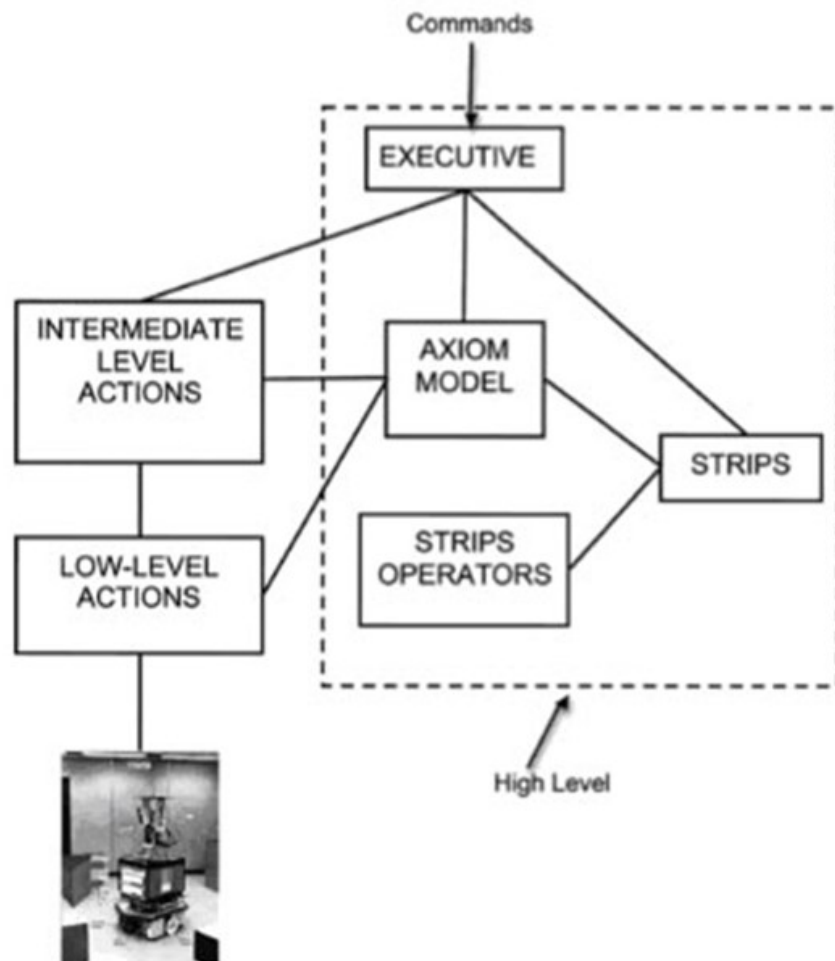 Commands
EXECUTIVE
INTERMEDIATE
LEVEL
ACTIONS
AXIOM
MODEL
STRIPS
LOW-LEVEL
ACTIONS
STRIPS
OPERATORS
High Level